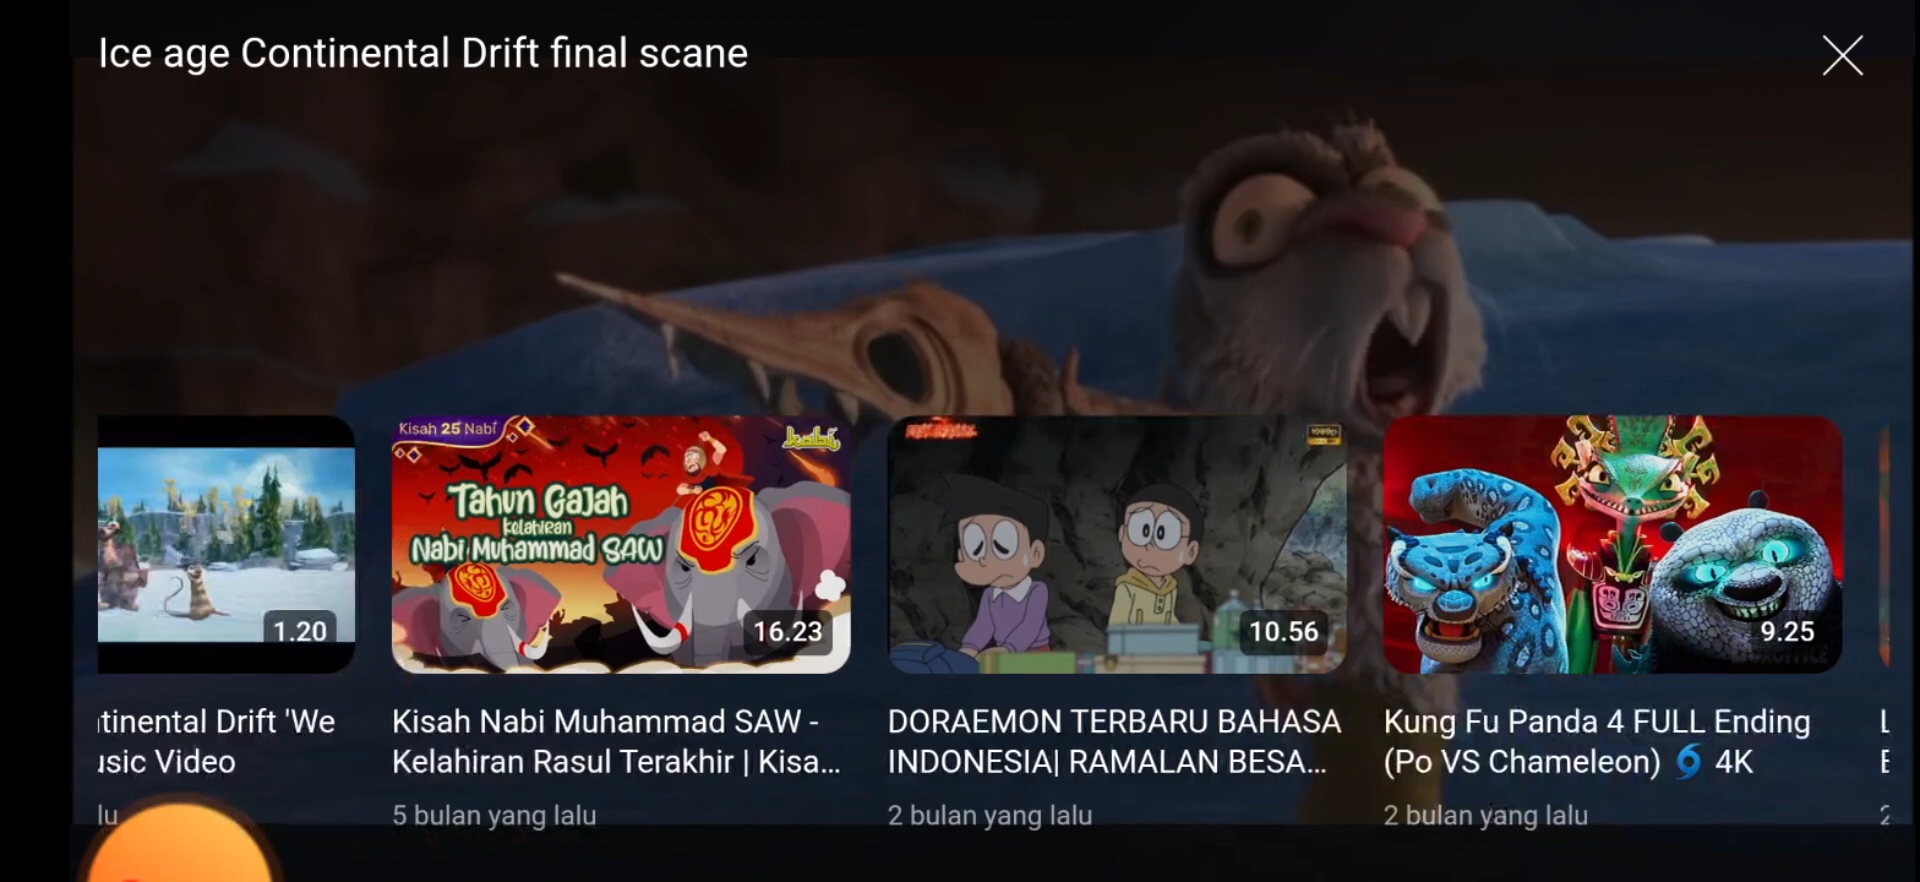 Ice age Continental Drift final scane
Kisah 25 Nabi
Tahun Gajah
kelahiran
Nabi Muhammad SAW
1080p
1.20
16.23
10.56
9.25
tinental Drift 'We
usic Video
lu
Kisah Nabi Muhammad SAW -
Kelahiran Rasul Terakhir | Kisa...
5 bulan yang lalu
DORAEMON TERBARU BAHASA
INDONESIA| RAMALAN BESA...
2 bulan yang lalu
Kung Fu Panda 4 FULL Ending
(Po VS Chameleon) 🌀 4K
2 bulan yang lalu